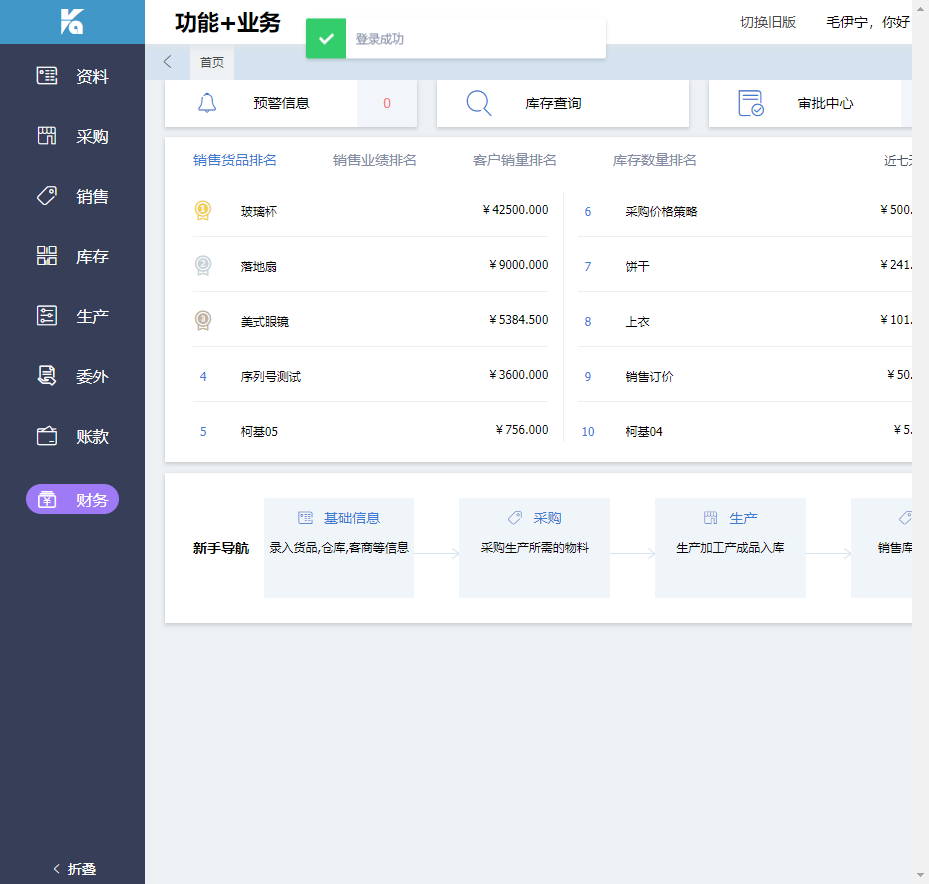 功能+业务
登录成功
切换旧版
毛伊宁，你好
首页
资料
采购
销售
库存
生产
委外
账款
财务
折叠
预警信息 0
库存查询
审批中心
销售货品排名 销售业绩排名 客户销量排名 库存数量排名 近七
玻璃杯 ¥42500.000 6 采购价格策略 ¥500.
落地扇 ¥9000.000 7 饼干 ¥241.
美式眼镜 ¥5384.500 8 上衣 ¥101.
4 序列号测试 ¥3600.000 9 销售订价 ¥50.
5 柯基05 ¥756.000 10 柯基04 ¥5.
新手导航
基础信息
录入货品,仓库,客商等信息
采购
采购生产所需的物料
生产
生产加工产成品入库
销售库